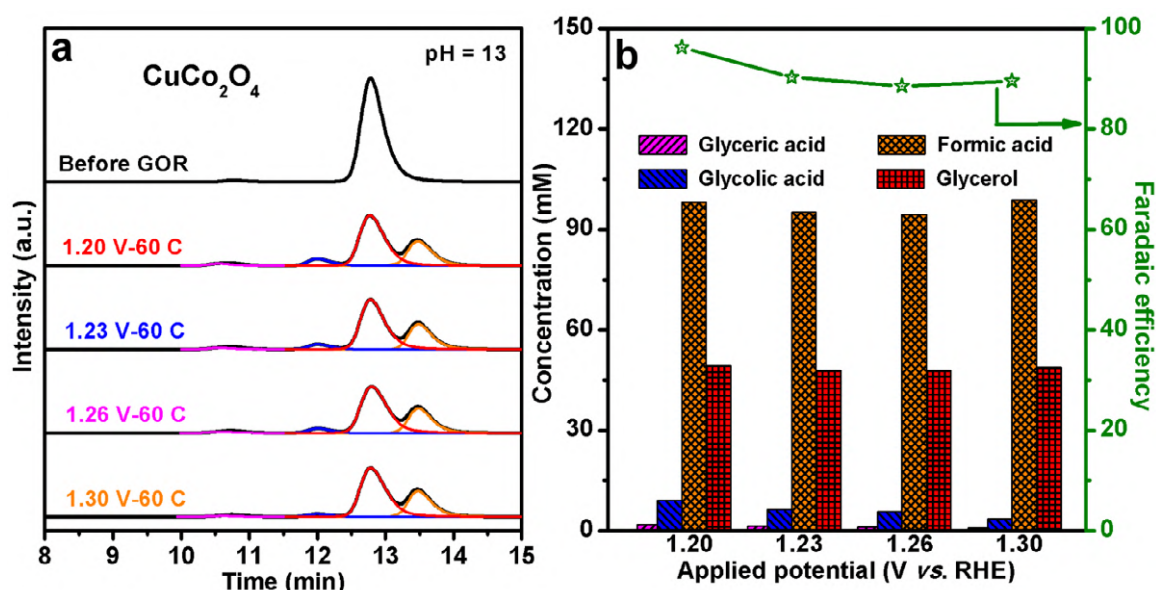 a
pH = 13
CuCo₂O₄
Before GOR
1.20 V-60 C
1.23 V-60 C
1.26 V-60 C
1.30 V-60 C
Intensity (a.u.)
8 9 10 11 12 13 14 15
Time (min)
b
Glyceric acid
Formic acid
Glycolic acid
Glycerol
Concentration (mM)
150
120
90
60
30
0
1.20 1.23 1.26 1.30
Applied potential (V vs. RHE)
100
80
60
40
20
0
Faradaic efficiency